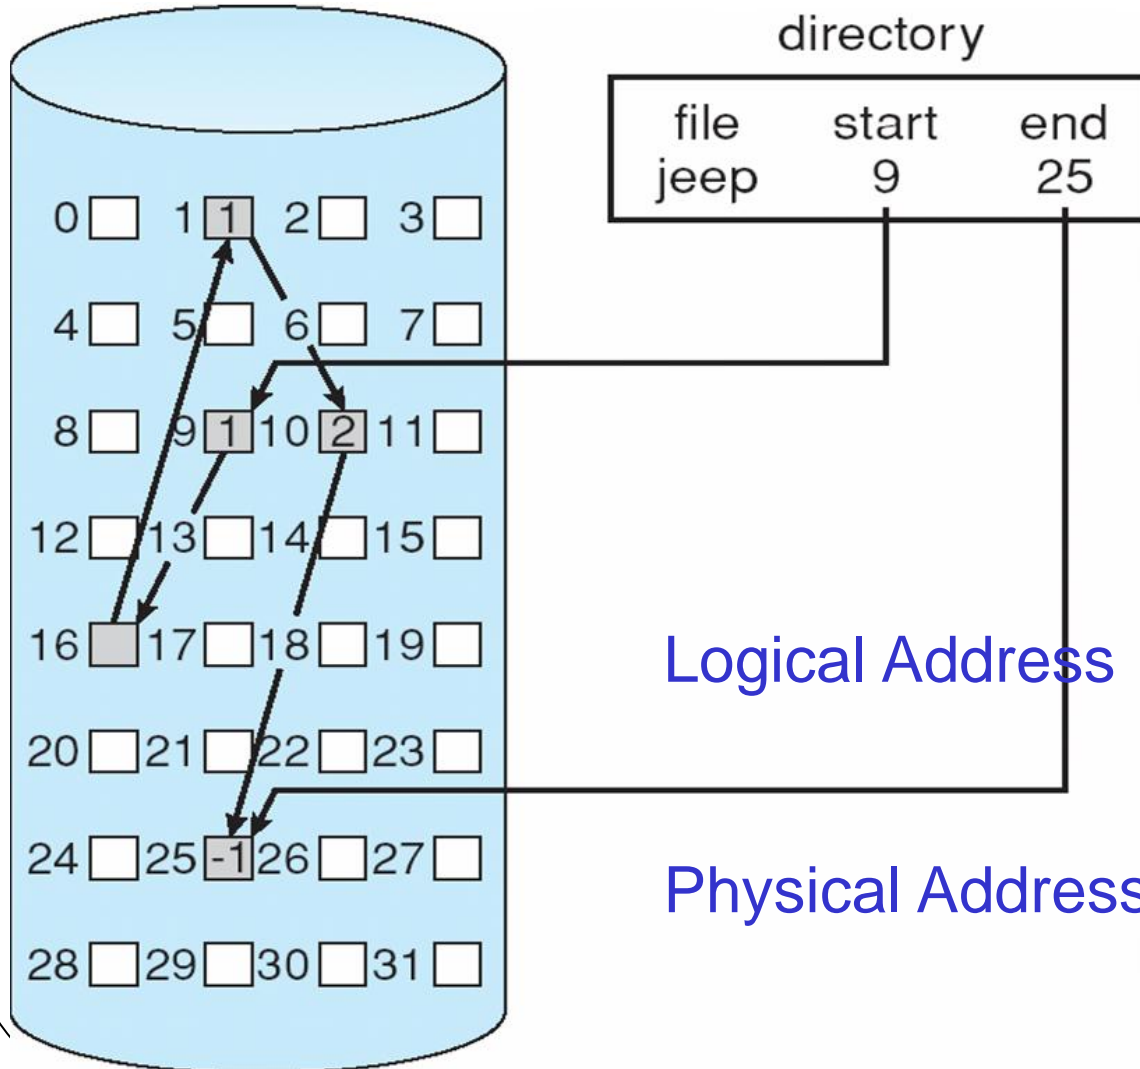 directory
file start end
jeep 9 25
0 1 1 2 3
4 5 6 7
8 9 1 10 2 11
12 13 14 15
16 17 18 19
Logical Address
20 21 22 23
24 25 -1 26 27
Physical Address
28 29 30 31